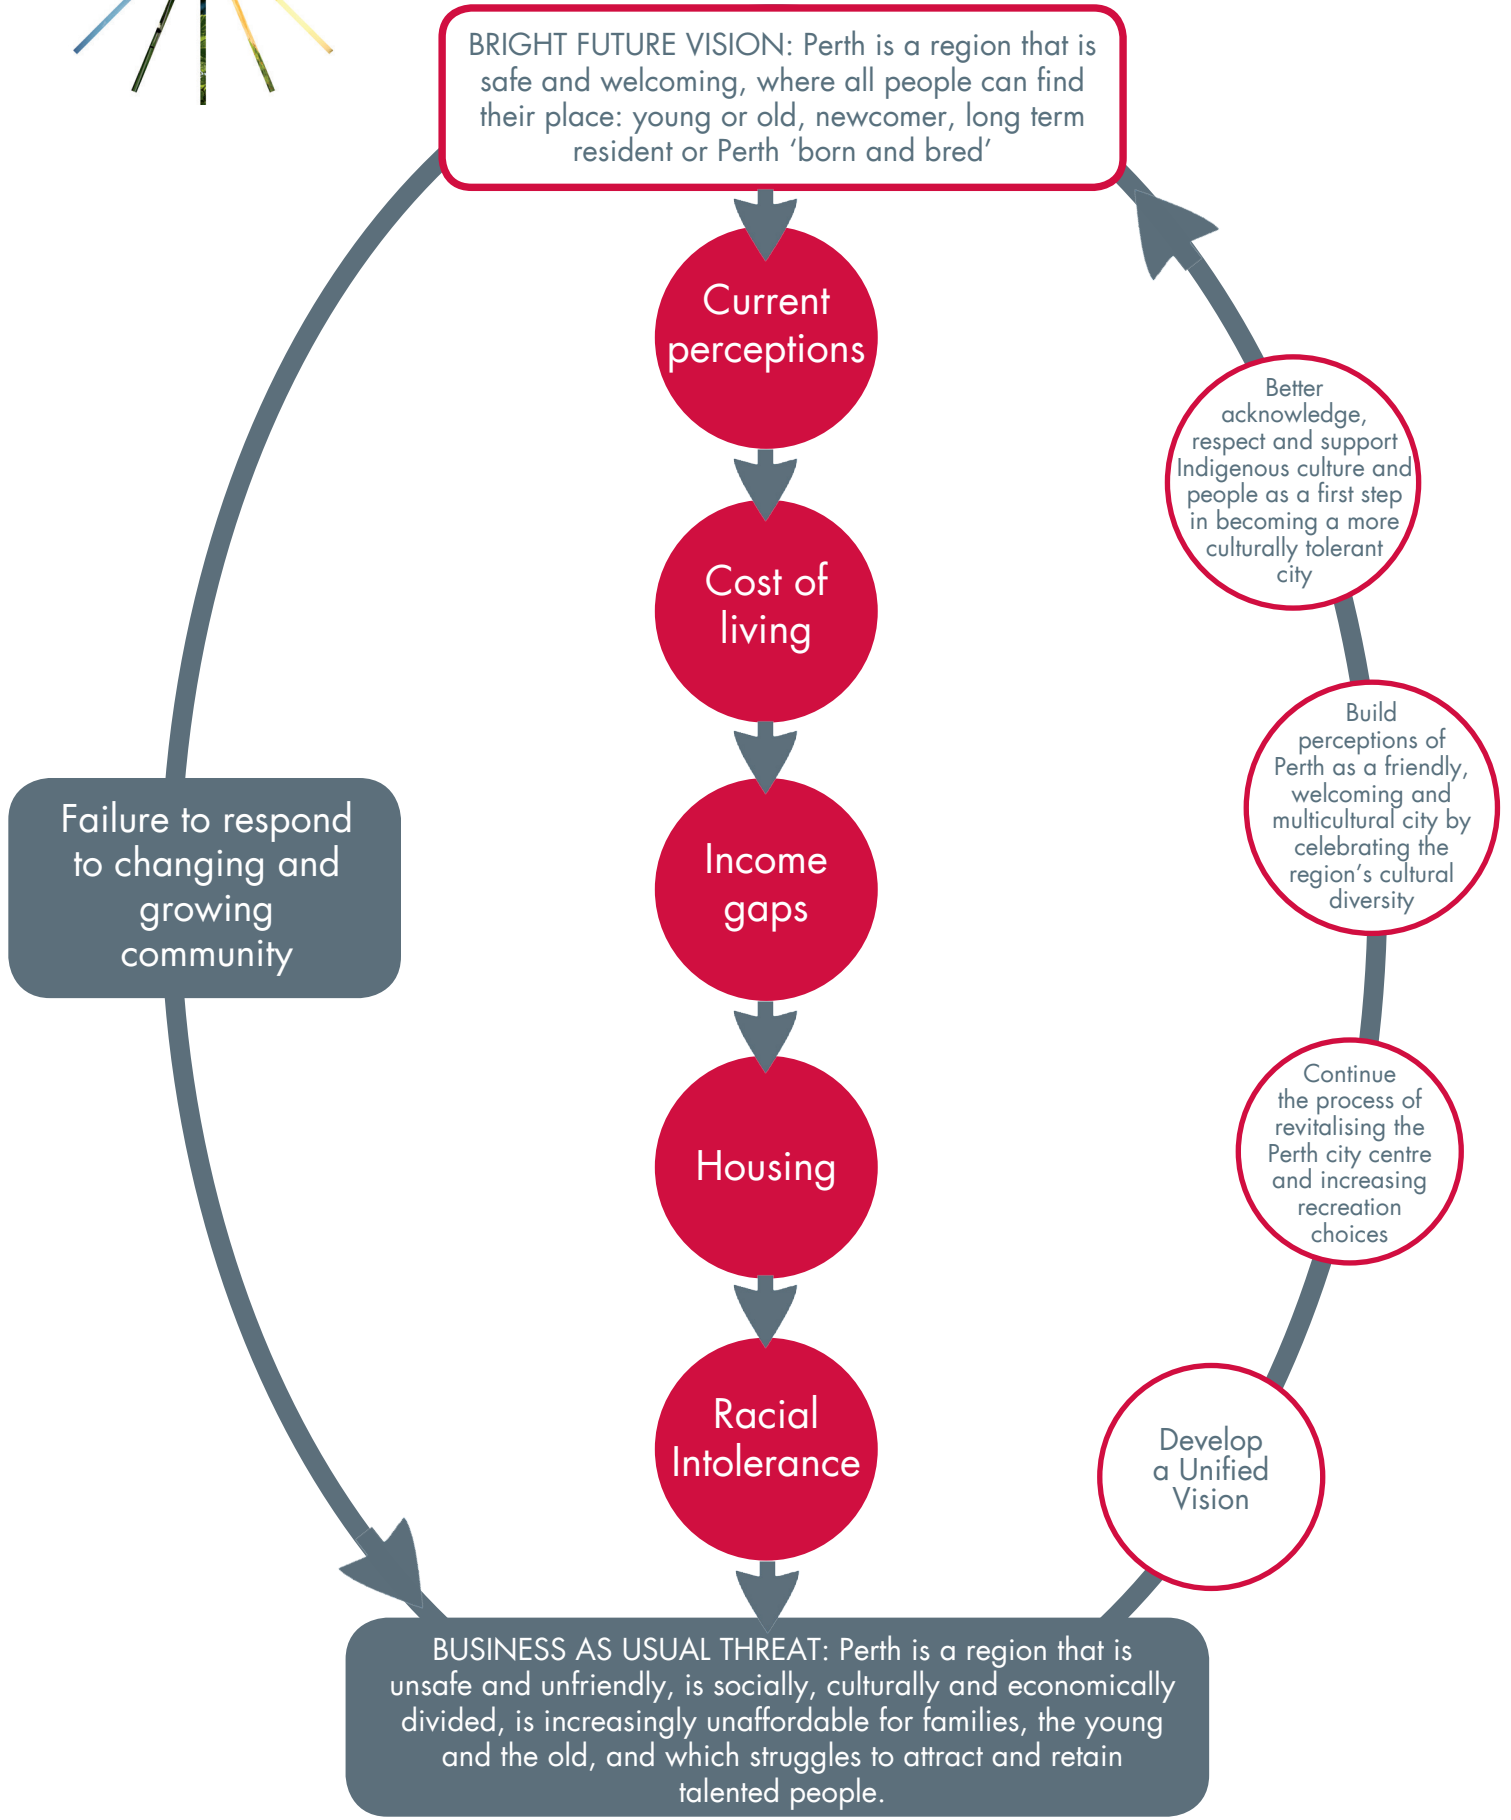 BRIGHT FUTURE VISION: Perth is a region that is
safe and welcoming, where all people can find
their place: young or old, newcomer, long term
resident or Perth ‘born and bred’
Current
perceptions
Cost of
living
Income
gaps
Housing
Racial
Intolerance
Failure to respond
to changing and
growing
community
Better
acknowledge,
respect and support
Indigenous culture and
people as a first step
in becoming a more
culturally tolerant
city
Build
perceptions of
Perth as a friendly,
welcoming and
multicultural city by
celebrating the
region’s cultural
diversity
Continue
the process of
revitalising the
Perth city centre
and increasing
recreation
choices
Develop
a Unified
Vision
BUSINESS AS USUAL THREAT: Perth is a region that is
unsafe and unfriendly, is socially, culturally and economically
divided, is increasingly unaffordable for families, the young
and the old, and which struggles to attract and retain
talented people.